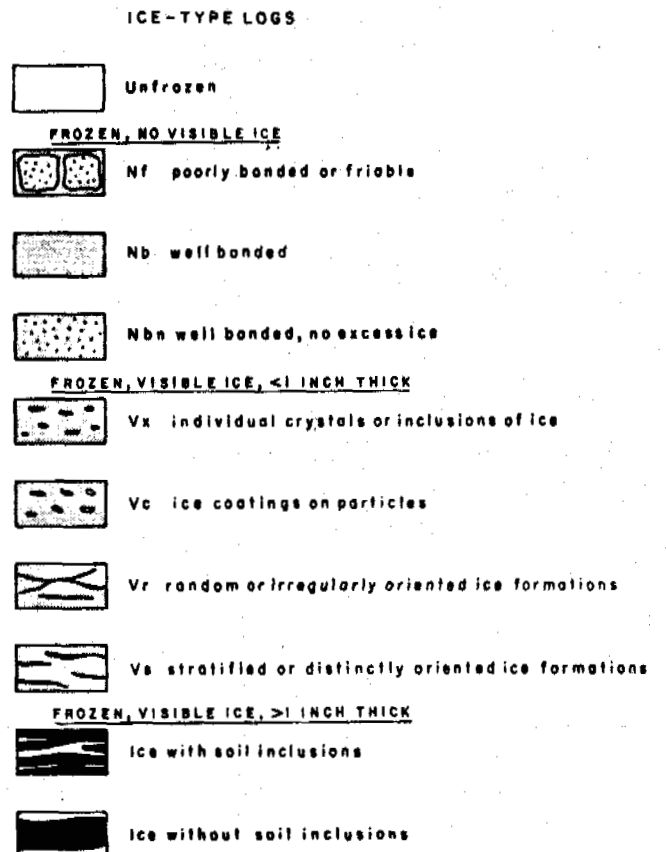 ICE-TYPE LOGS
Unfrozen
FROZEN, NO VISIBLE ICE
Nf poorly bonded or friable
Nb well bonded
Nbn well bonded, no excess ice
FROZEN, VISIBLE ICE, <1 INCH THICK
Vx individual crystals or inclusions of ice
Vc ice coatings on particles
Vr random or irregularly oriented ice formations
Vs stratified or distinctly oriented ice formations
FROZEN, VISIBLE ICE, >1 INCH THICK
Ice with soil inclusions
Ice without soil inclusions